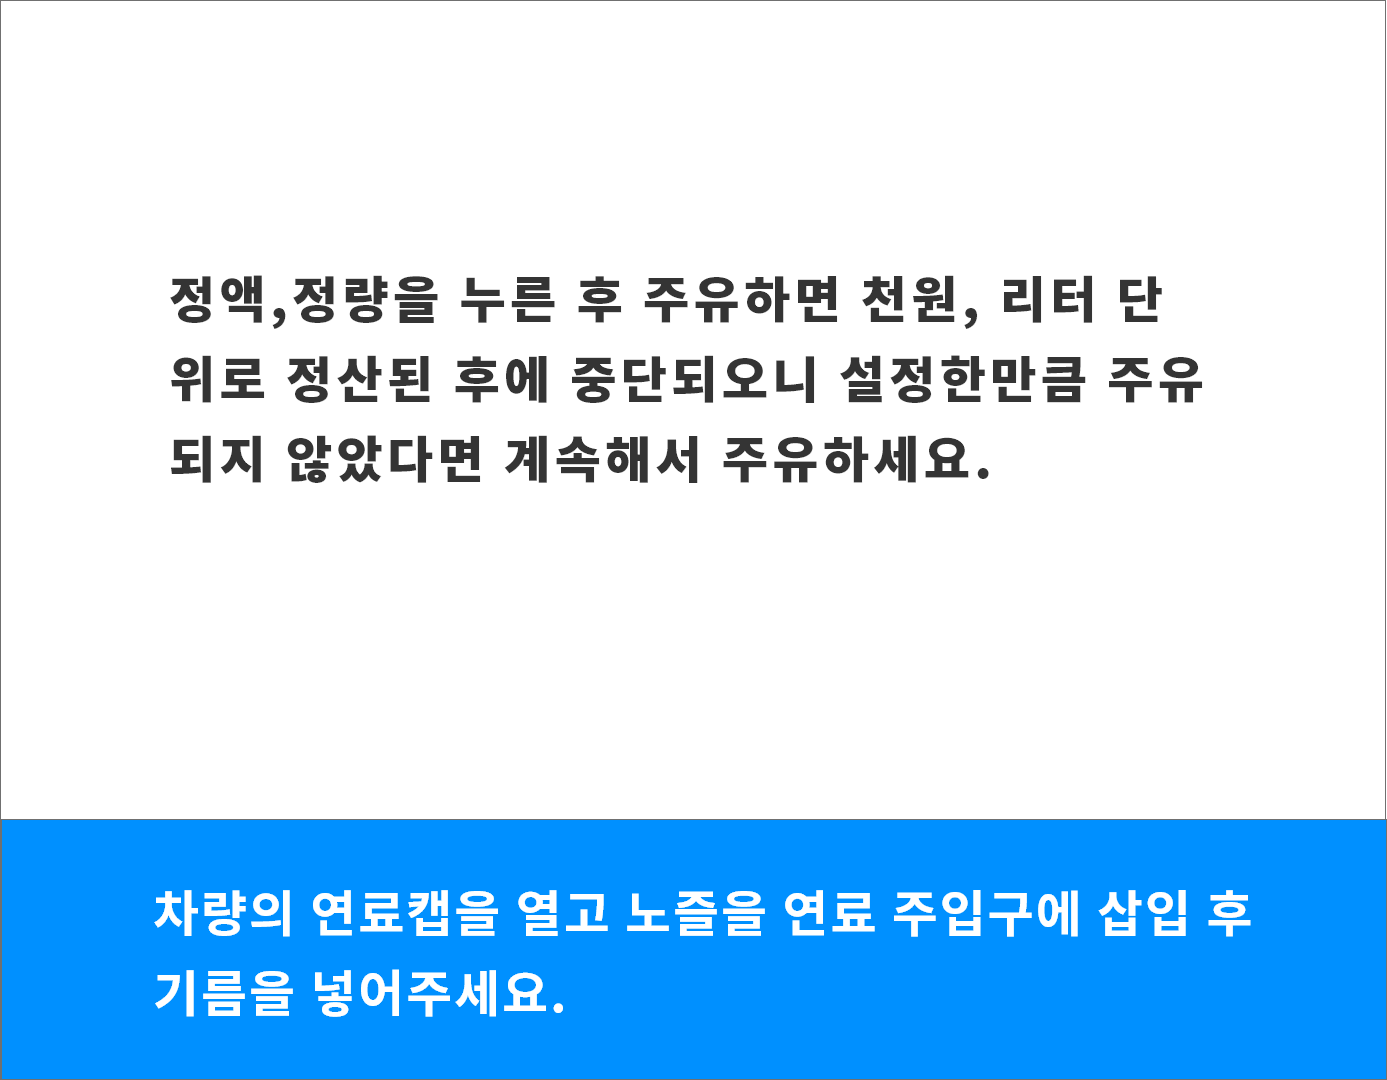 정액,정량을 누른 후 주유하면 천원, 리터 단
위로 정산된 후에 중단되오니 설정한만큼 주유
되지 않았다면 계속해서 주유하세요.
차량의 연료캡을 열고 노즐을 연료 주입구에 삽입 후
기름을 넣어주세요.